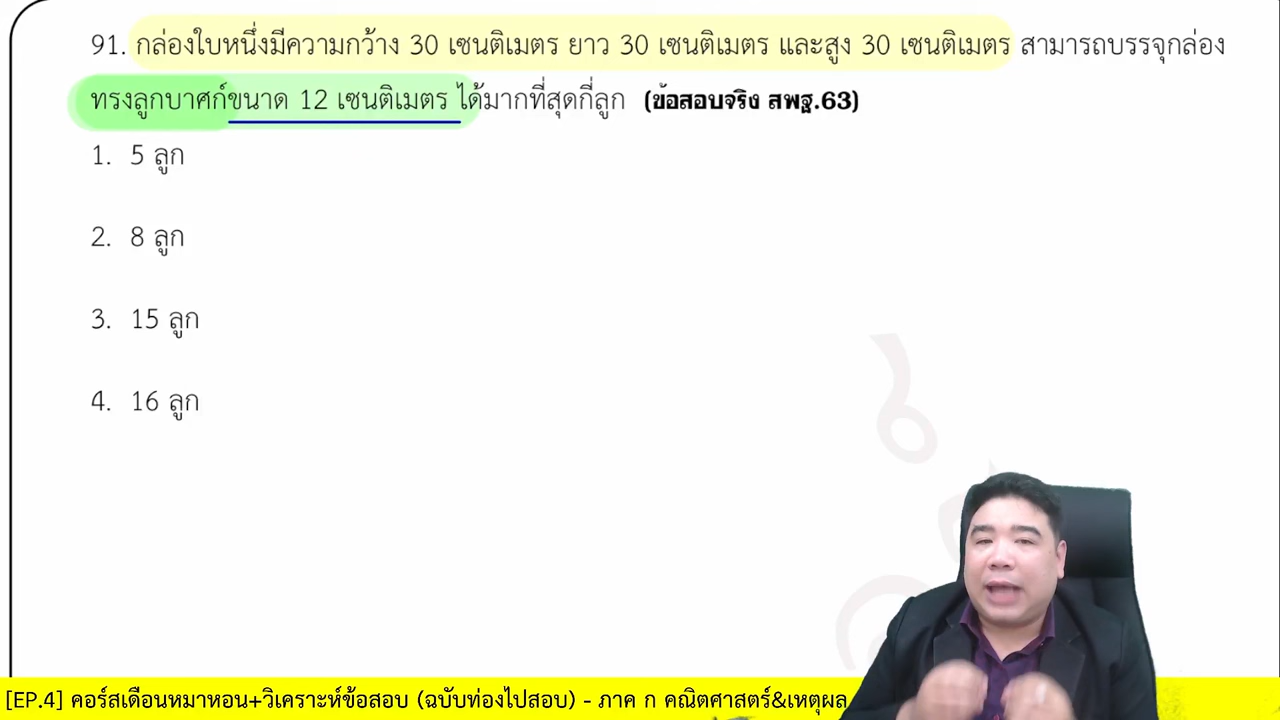 91. กล่องใบหนึ่งมีความกว้าง 30 เซนติเมตร ยาว 30 เซนติเมตร และสูง 30 เซนติเมตร สามารถบรรจุกล่อง
ทรงลูกบาศก์ขนาด 12 เซนติเมตร ได้มากที่สุดกี่ลูก (ข้อสอบจริง สพฐ.63)
1. 5 ลูก
2. 8 ลูก
3. 15 ลูก
4. 16 ลูก
[EP.4] คอร์สเดือนหมาหอน+วิเคราะห์ข้อสอบ (ฉบับท่องไปสอบ) - ภาค ก คณิตศาสตร์&เหตุผล